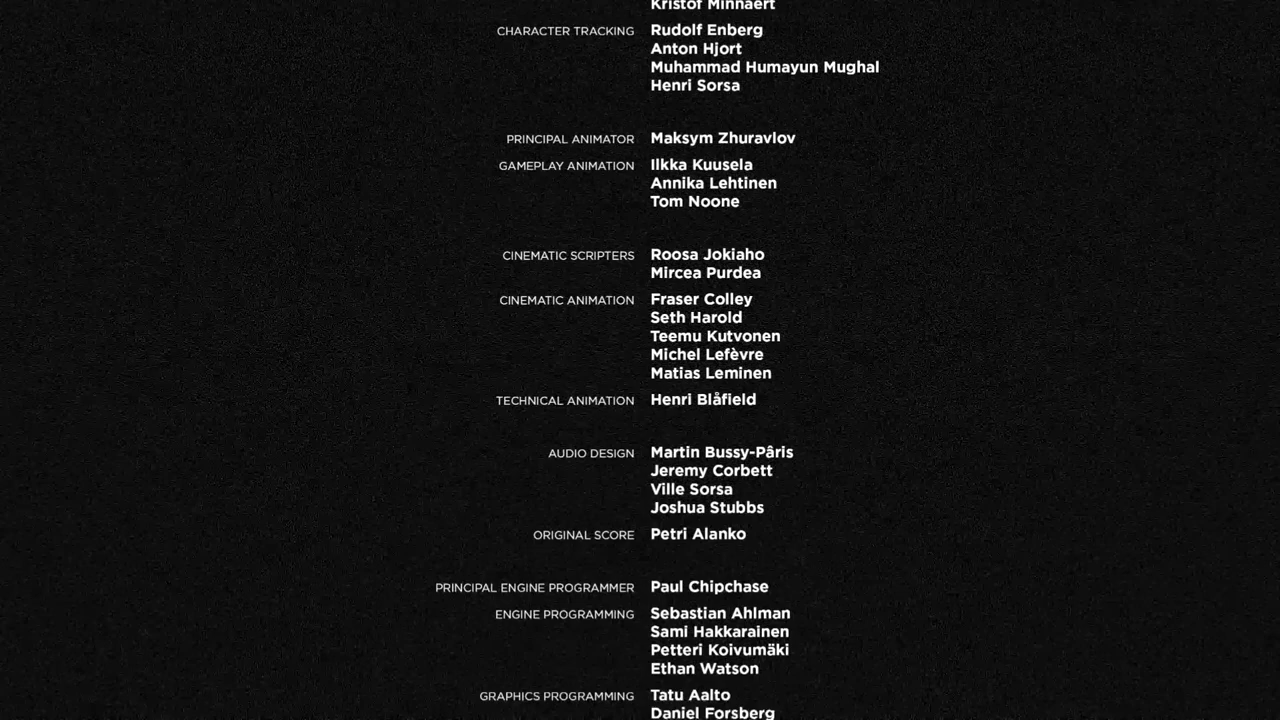 Kristof Minnaert
CHARACTER TRACKING Rudolf Enberg
Anton Hjort
Muhammad Humayun Mughal
Henri Sorsa
PRINCIPAL ANIMATOR Maksym Zhuravlov
GAMEPLAY ANIMATION Ilkka Kuusela
Annika Lehtinen
Tom Noone
CINEMATIC SCRIPTERS Roosa Jokiaho
Mircea Purdea
CINEMATIC ANIMATION Fraser Colley
Seth Harold
Teemu Kutvonen
Michel Lefèvre
Matias Leminen
TECHNICAL ANIMATION Henri Blåfield
AUDIO DESIGN Martin Bussy-Pâris
Jeremy Corbett
Ville Sorsa
Joshua Stubbs
ORIGINAL SCORE Petri Alanko
PRINCIPAL ENGINE PROGRAMMER Paul Chipchase
ENGINE PROGRAMMING Sebastian Ahlman
Sami Hakkarainen
Petteri Koivumäki
Ethan Watson
GRAPHICS PROGRAMMING Tatu Aalto
Daniel Forsberg